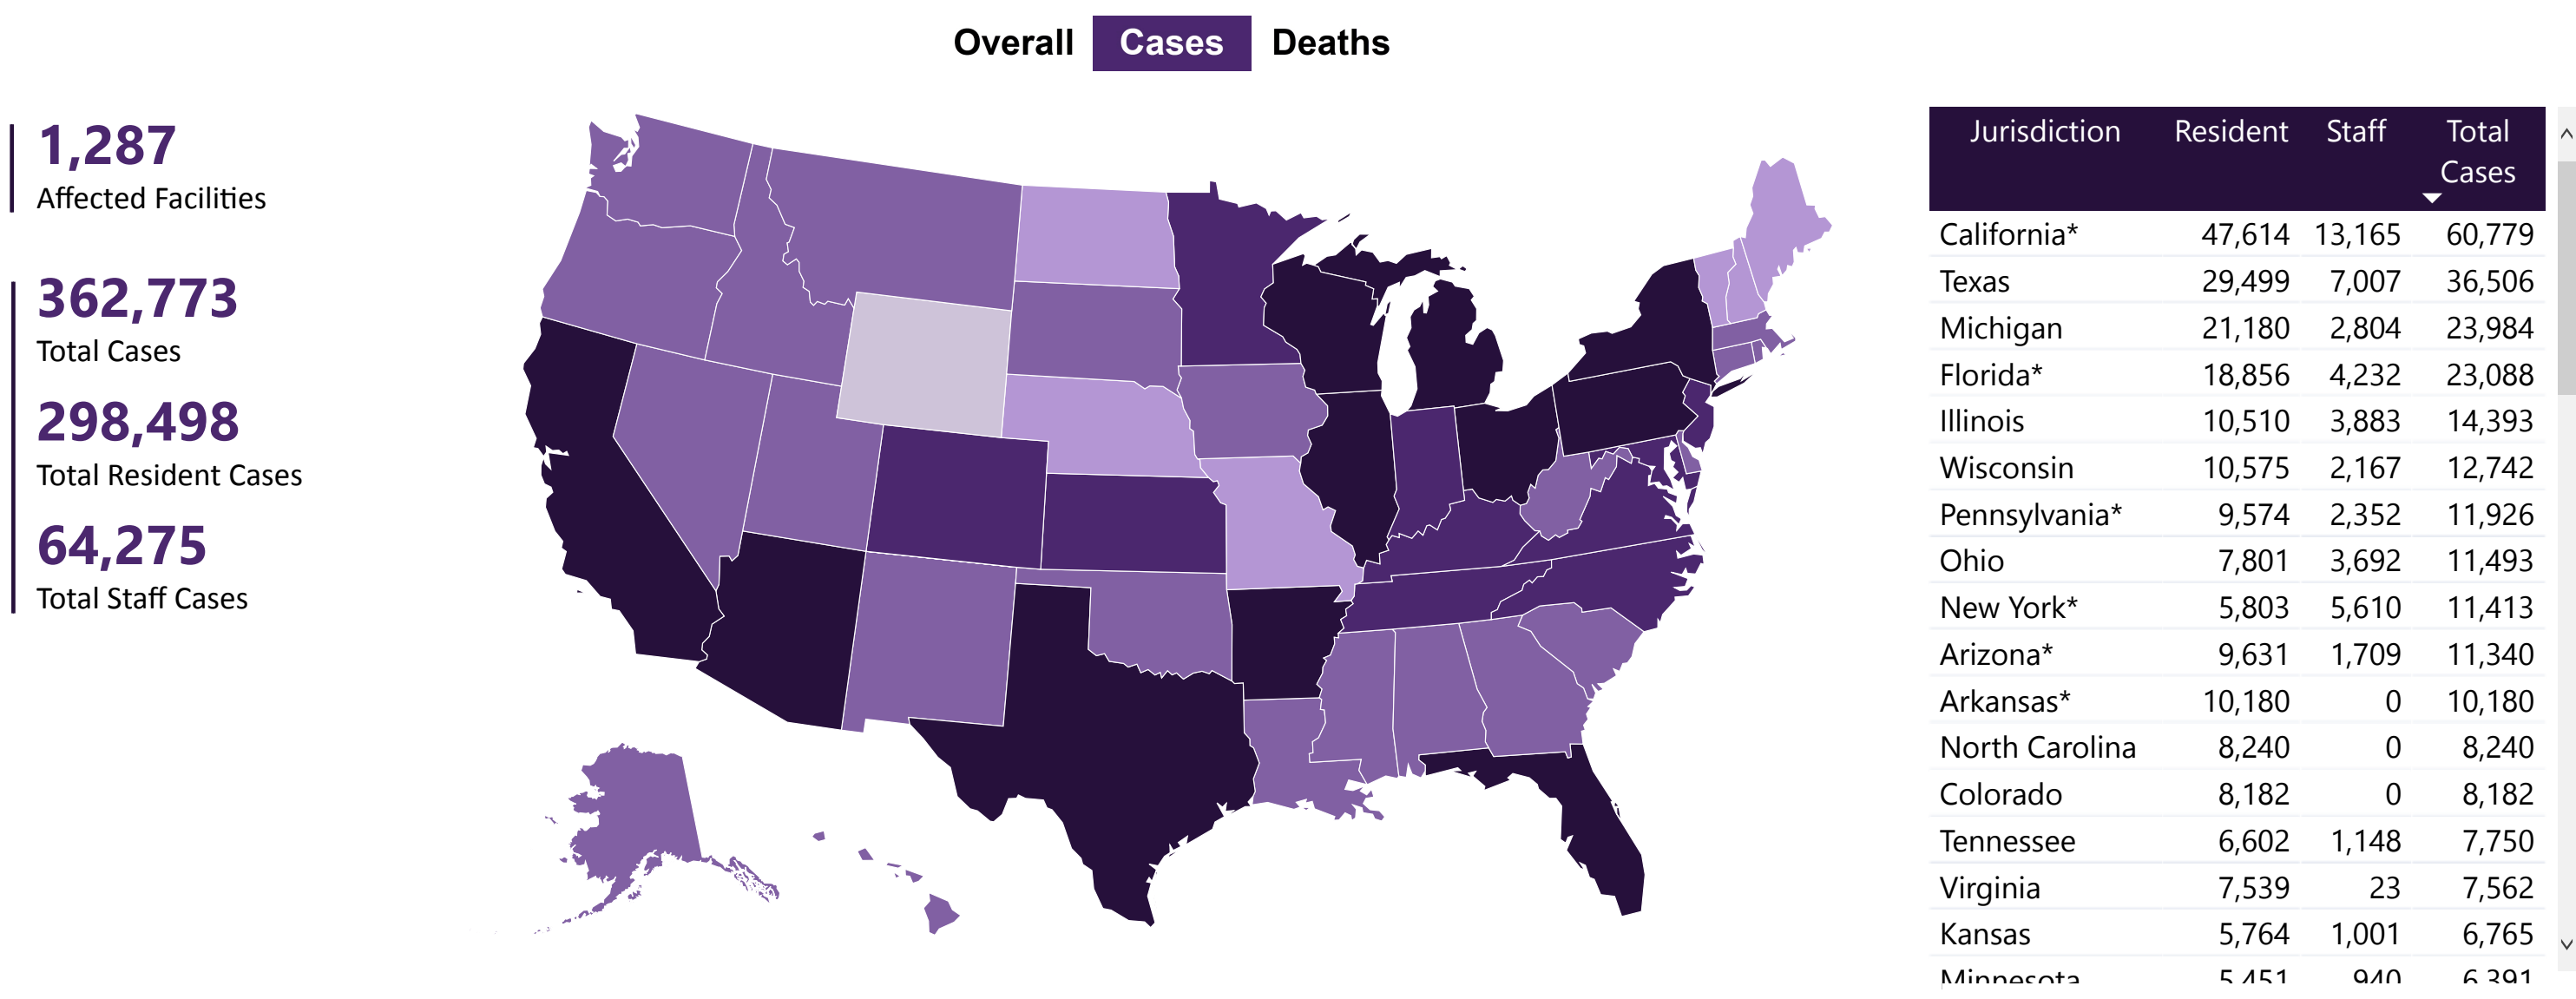 Overall Cases Deaths
1,287
Affected Facilities
362,773
Total Cases
298,498
Total Resident Cases
64,275
Total Staff Cases
Jurisdiction Resident Staff Total
Cases
California* 47,614 13,165 60,779
Texas 29,499 7,007 36,506
Michigan 21,180 2,804 23,984
Florida* 18,856 4,232 23,088
Illinois 10,510 3,883 14,393
Wisconsin 10,575 2,167 12,742
Pennsylvania* 9,574 2,352 11,926
Ohio 7,801 3,692 11,493
New York* 5,803 5,610 11,413
Arizona* 9,631 1,709 11,340
Arkansas* 10,180 0 10,180
North Carolina 8,240 0 8,240
Colorado 8,182 0 8,182
Tennessee 6,602 1,148 7,750
Virginia 7,539 23 7,562
Kansas 5,764 1,001 6,765
Minnesota 5,451 940 6,391